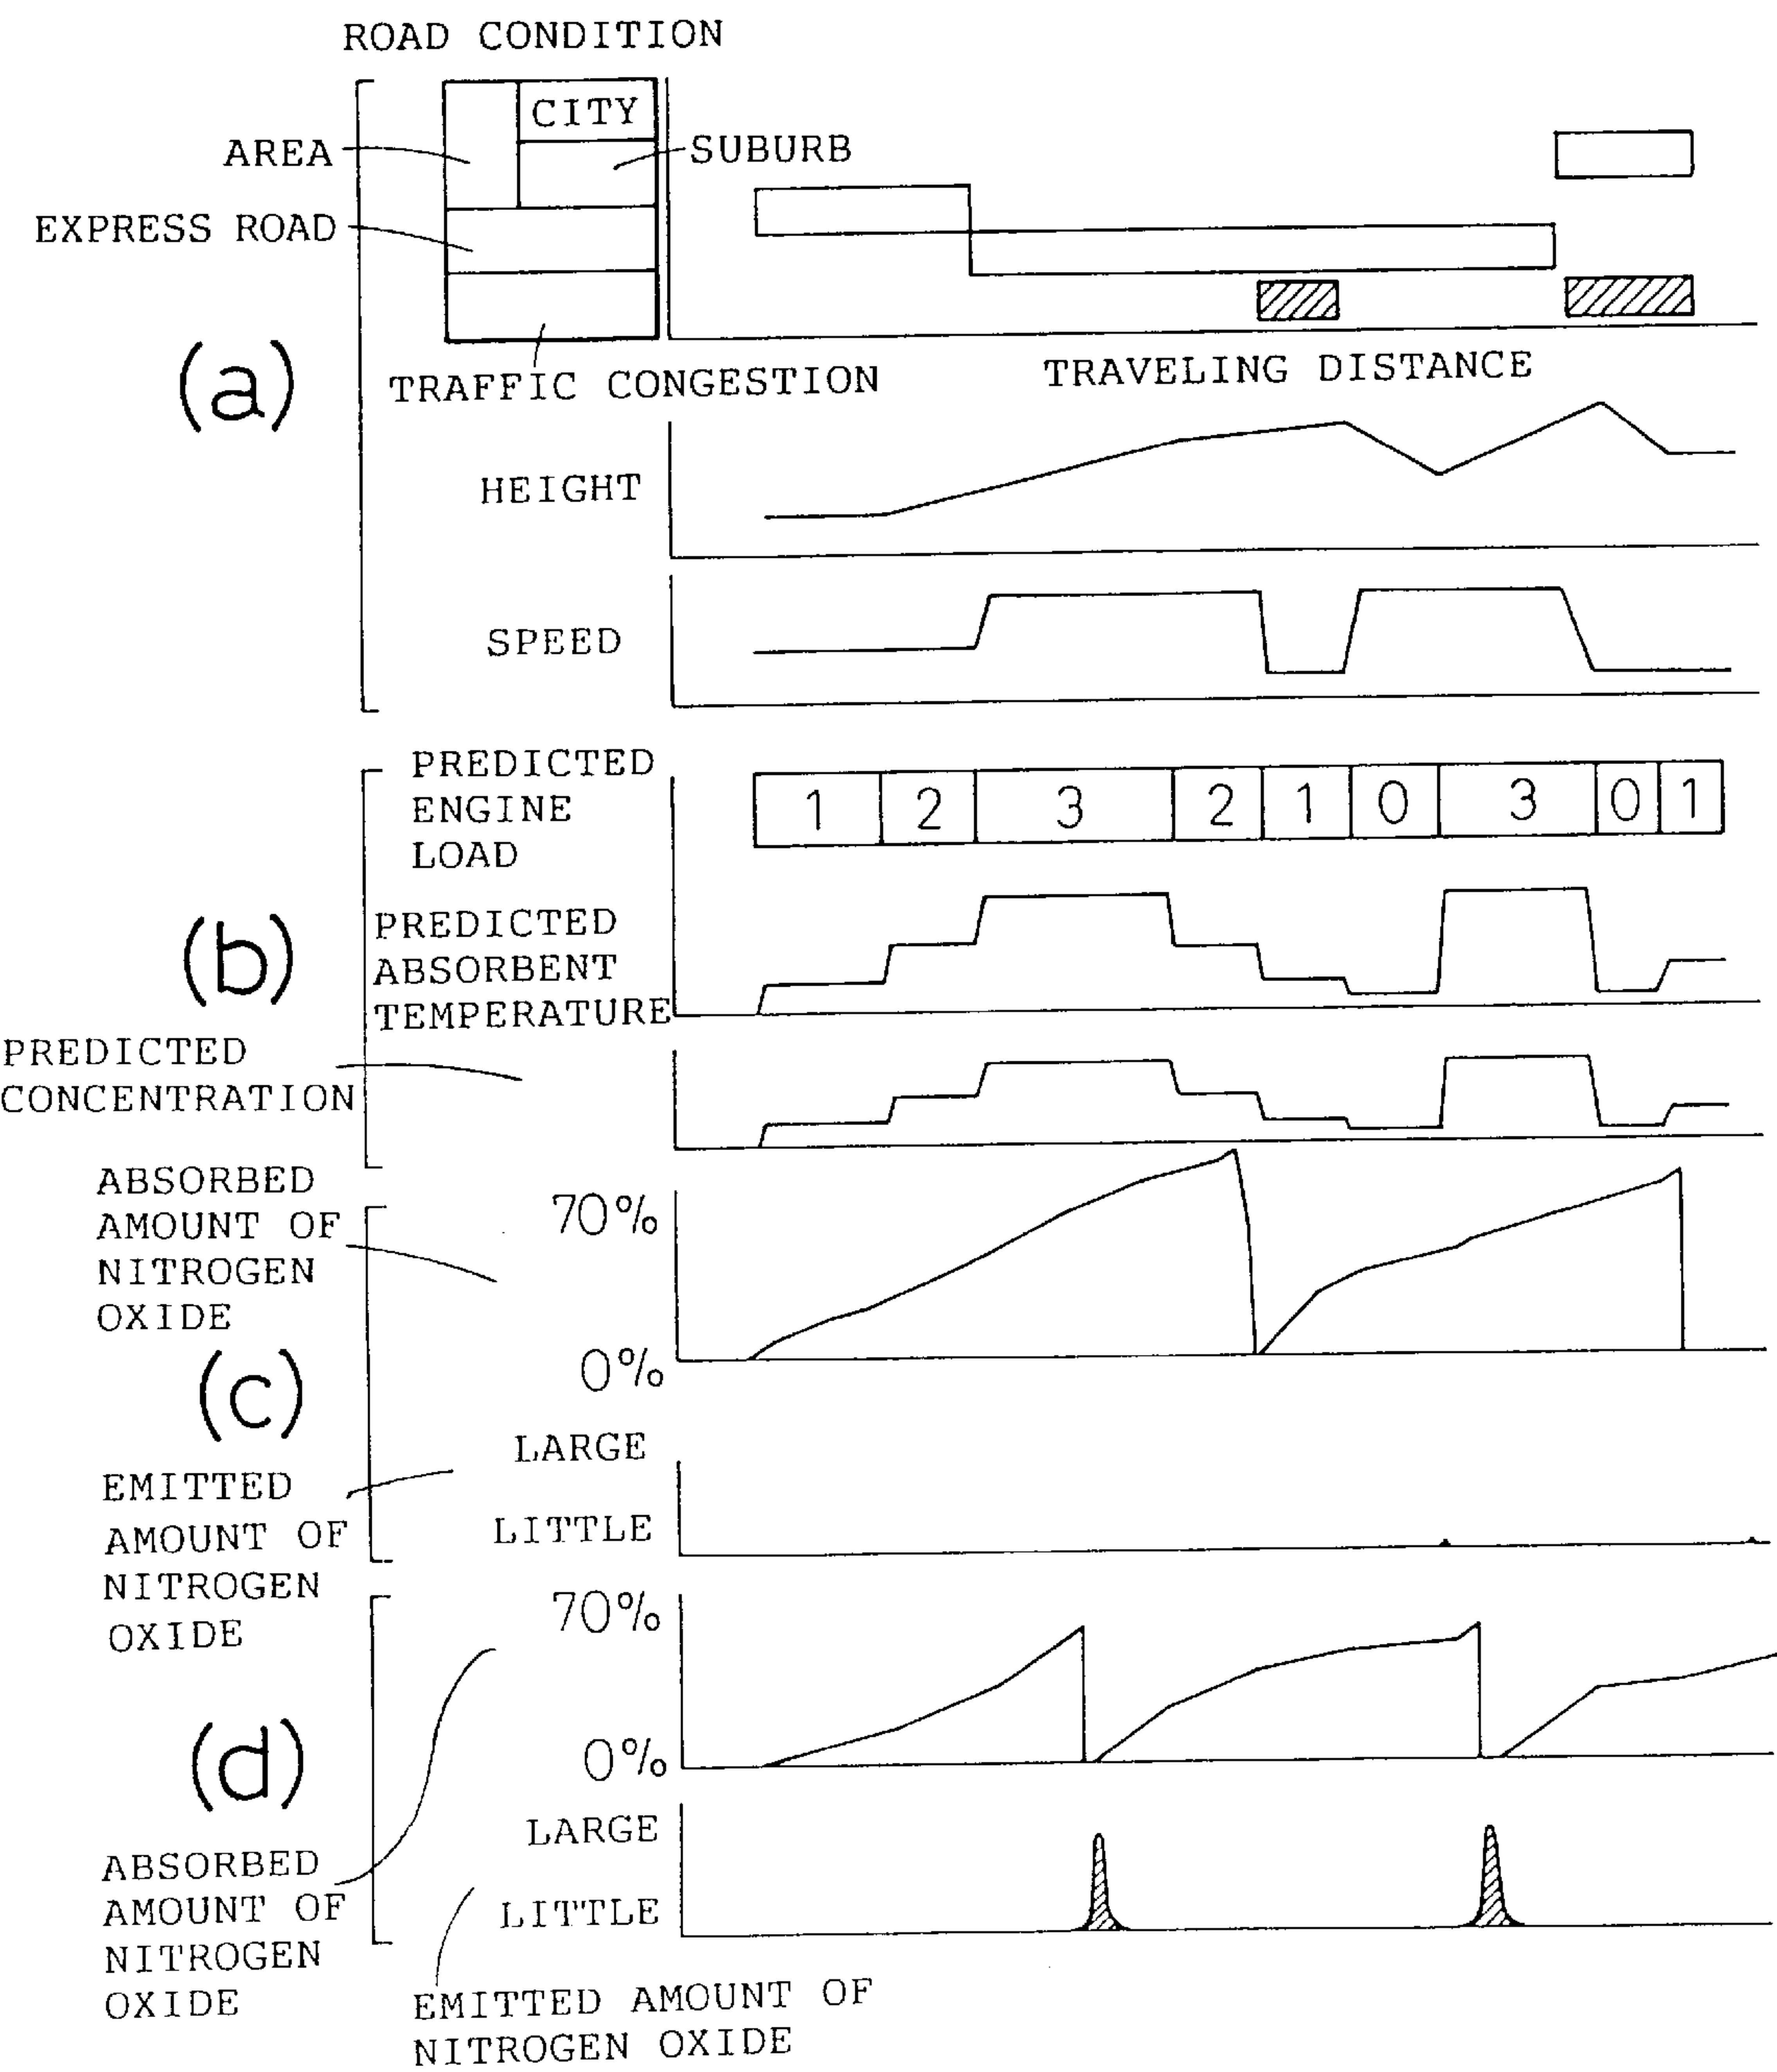 ROAD CONDITION
CITY
AREA
SUBURB
EXPRESS ROAD
(a)
TRAFFIC CONGESTION
TRAVELING DISTANCE
HEIGHT
SPEED
PREDICTED
ENGINE
LOAD
1 2 3 2 1 0 3 0 1
(b)
PREDICTED
ABSORBENT
TEMPERATURE
PREDICTED
CONCENTRATION
ABSORBED
AMOUNT OF
NITROGEN
OXIDE
70%
0%
(c)
LARGE
LITTLE
EMITTED
AMOUNT OF
NITROGEN
OXIDE
70%
0%
(d)
LARGE
LITTLE
ABSORBED
AMOUNT OF
NITROGEN
OXIDE
EMITTED AMOUNT OF
NITROGEN OXIDE